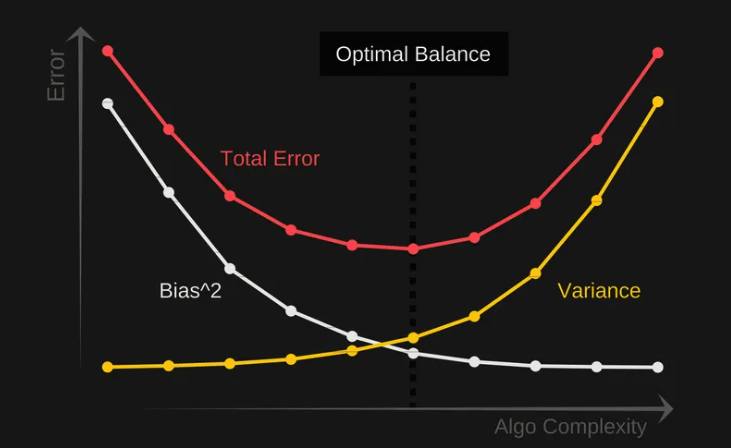 Optimal Balance
Error
Total Error
Bias^2
Variance
Algo Complexity